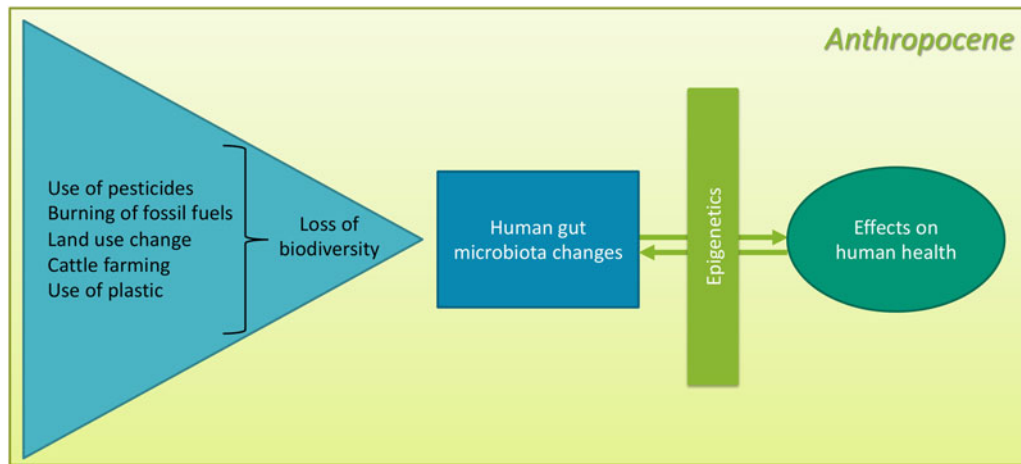 Anthropocene
Use of pesticides
Burning of fossil fuels
Land use change
Cattle farming
Use of plastic
Loss of
biodiversity
Human gut
microbiota changes
Epigenetics
Effects on
human health